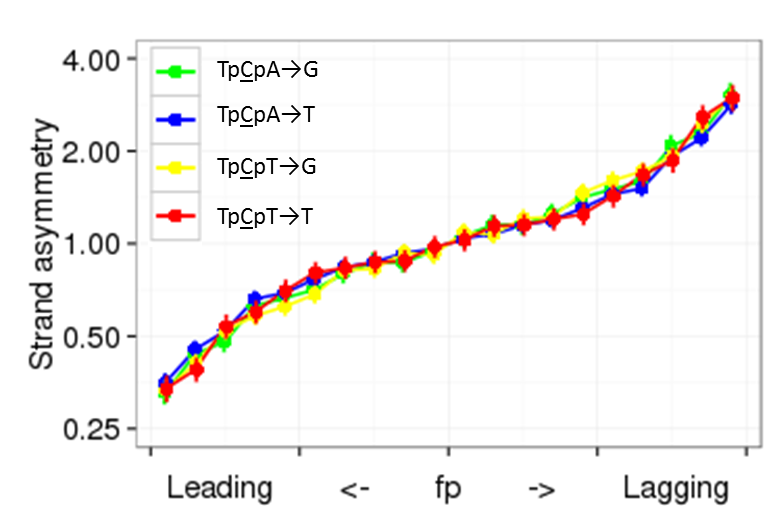 TpCpA→G
TpCpA→T
TpCpT→G
TpCpT→T
Strand asymmetry
4.00
2.00
1.00
0.50
0.25
Leading <- fp -> Lagging